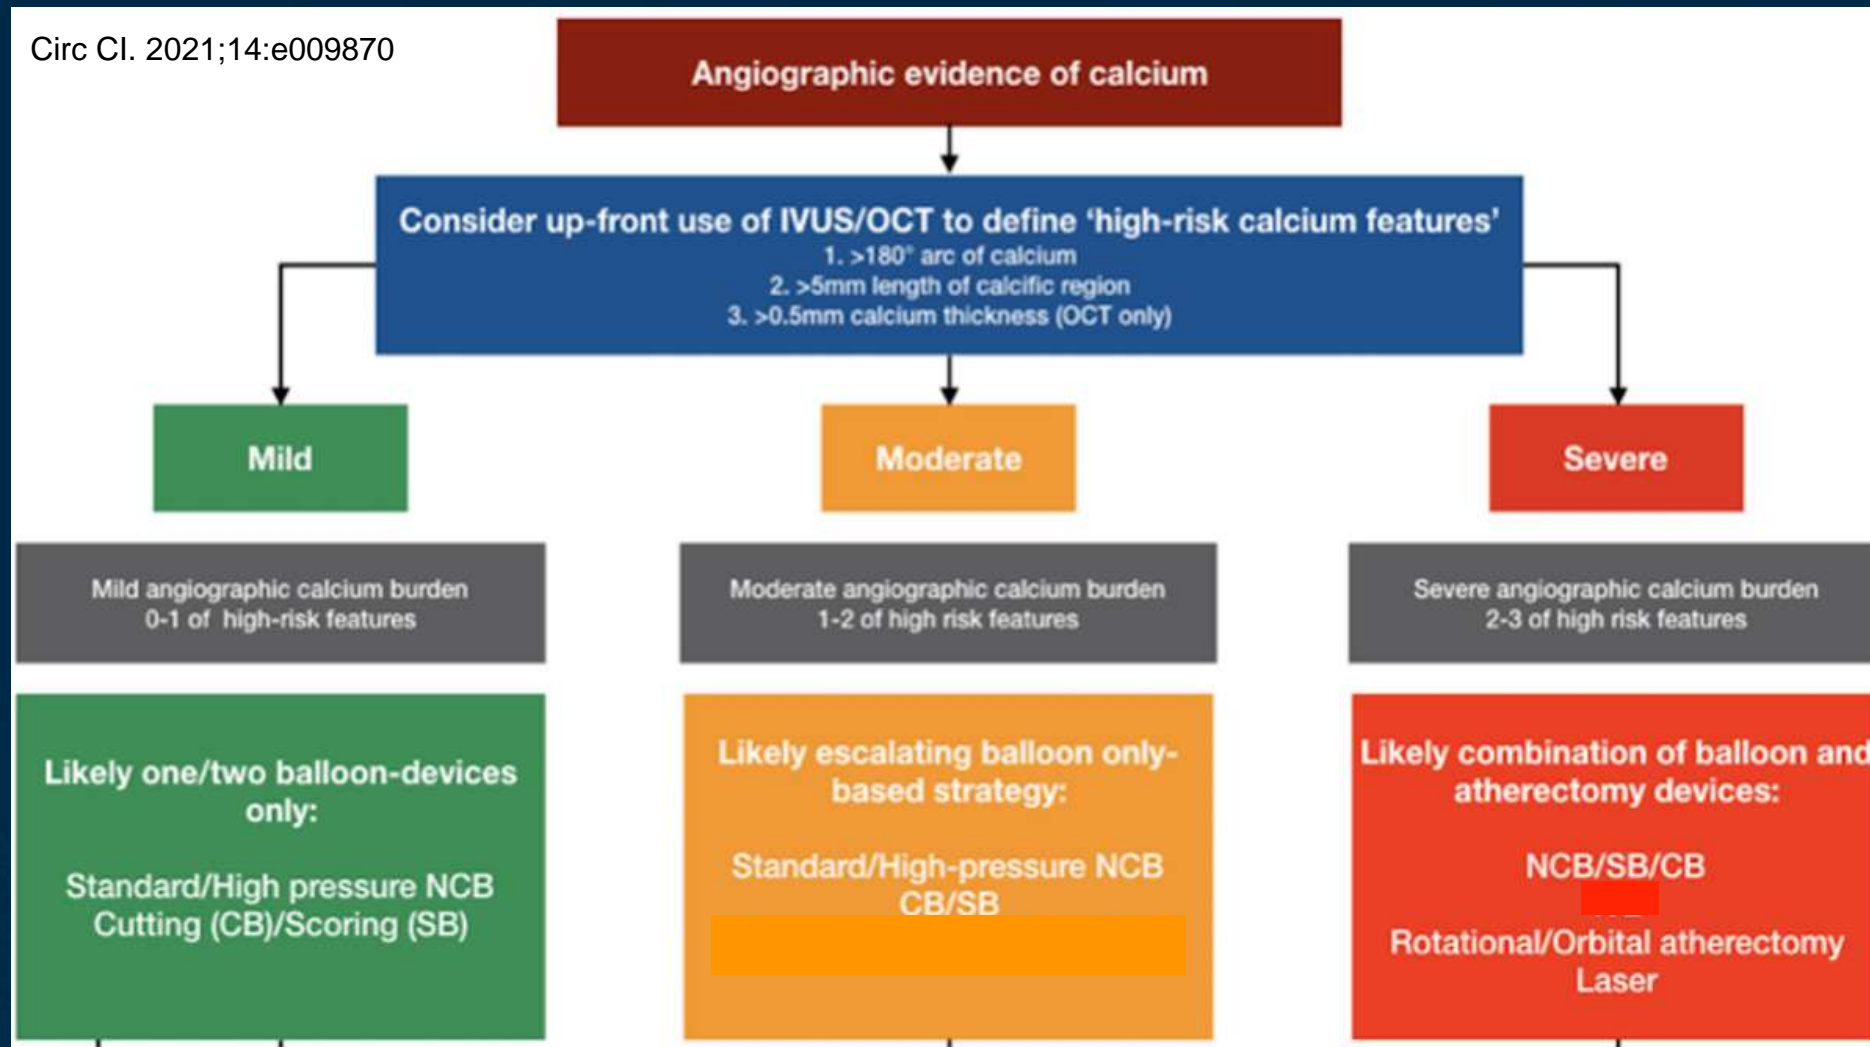 Circ CI. 2021;14:e009870
Angiographic evidence of calcium
Consider up-front use of IVUS/OCT to define ‘high-risk calcium features’
1. >180° arc of calcium
2. >5mm length of calcific region
3. >0.5mm calcium thickness (OCT only)
Mild
Moderate
Severe
Mild angiographic calcium burden
0-1 of high-risk features
Moderate angiographic calcium burden
1-2 of high risk features
Severe angiographic calcium burden
2-3 of high risk features
Likely one/two balloon-devices
only:
Standard/High pressure NCB
Cutting (CB)/Scoring (SB)
Likely escalating balloon only-
based strategy:
Standard/High-pressure NCB
CB/SB
Likely combination of balloon and
atherectomy devices:
NCB/SB/CB
Rotational/Orbital atherectomy
Laser